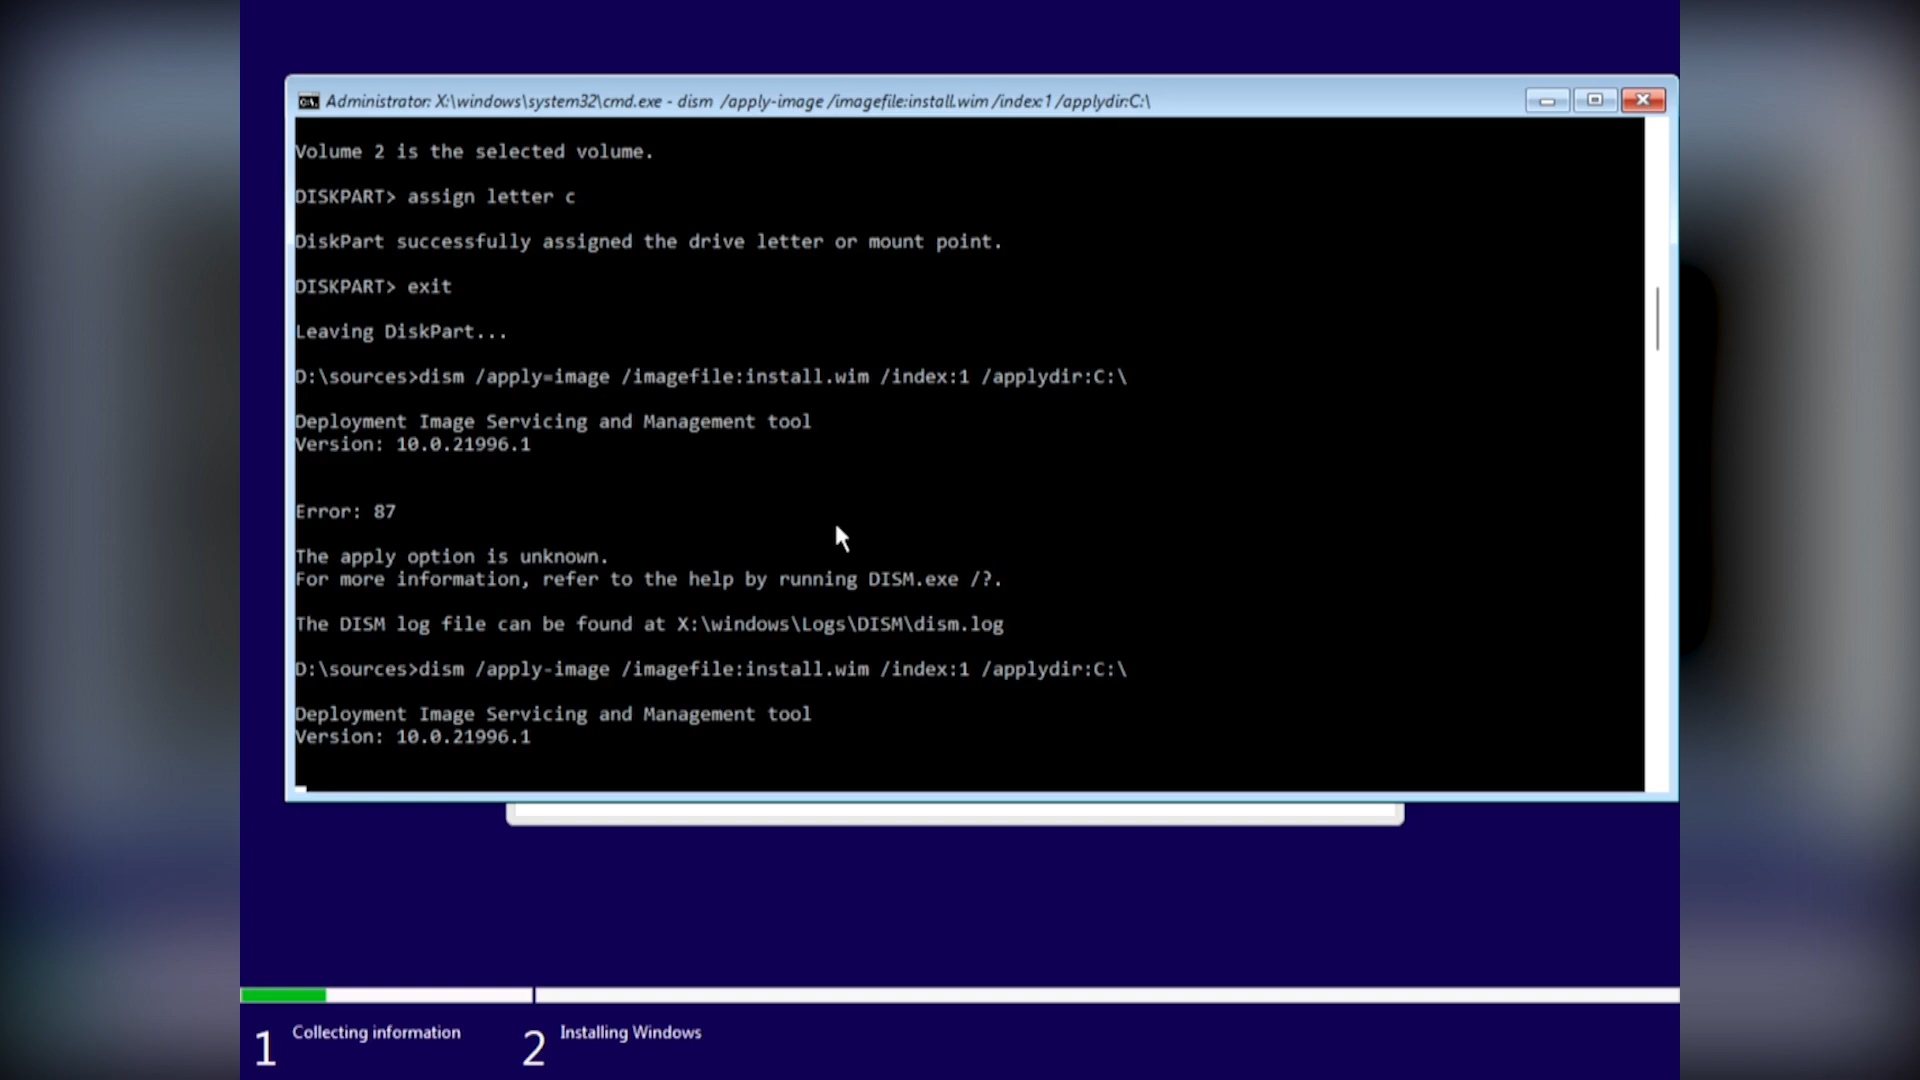 Administrator: X:\windows\system32\cmd.exe - dism /apply-image /imagefile:install.wim /index:1 /applydir:C:\
Volume 2 is the selected volume.
DISKPART> assign letter c
DiskPart successfully assigned the drive letter or mount point.
DISKPART> exit
Leaving DiskPart...
D:\sources>dism /apply=image /imagefile:install.wim /index:1 /applydir:C:\
Deployment Image Servicing and Management tool
Version: 10.0.21996.1
Error: 87
The apply option is unknown.
For more information, refer to the help by running DISM.exe /?.
The DISM log file can be found at X:\windows\Logs\DISM\dism.log
D:\sources>dism /apply-image /imagefile:install.wim /index:1 /applydir:C:\
Deployment Image Servicing and Management tool
Version: 10.0.21996.1
1 Collecting information
2 Installing Windows